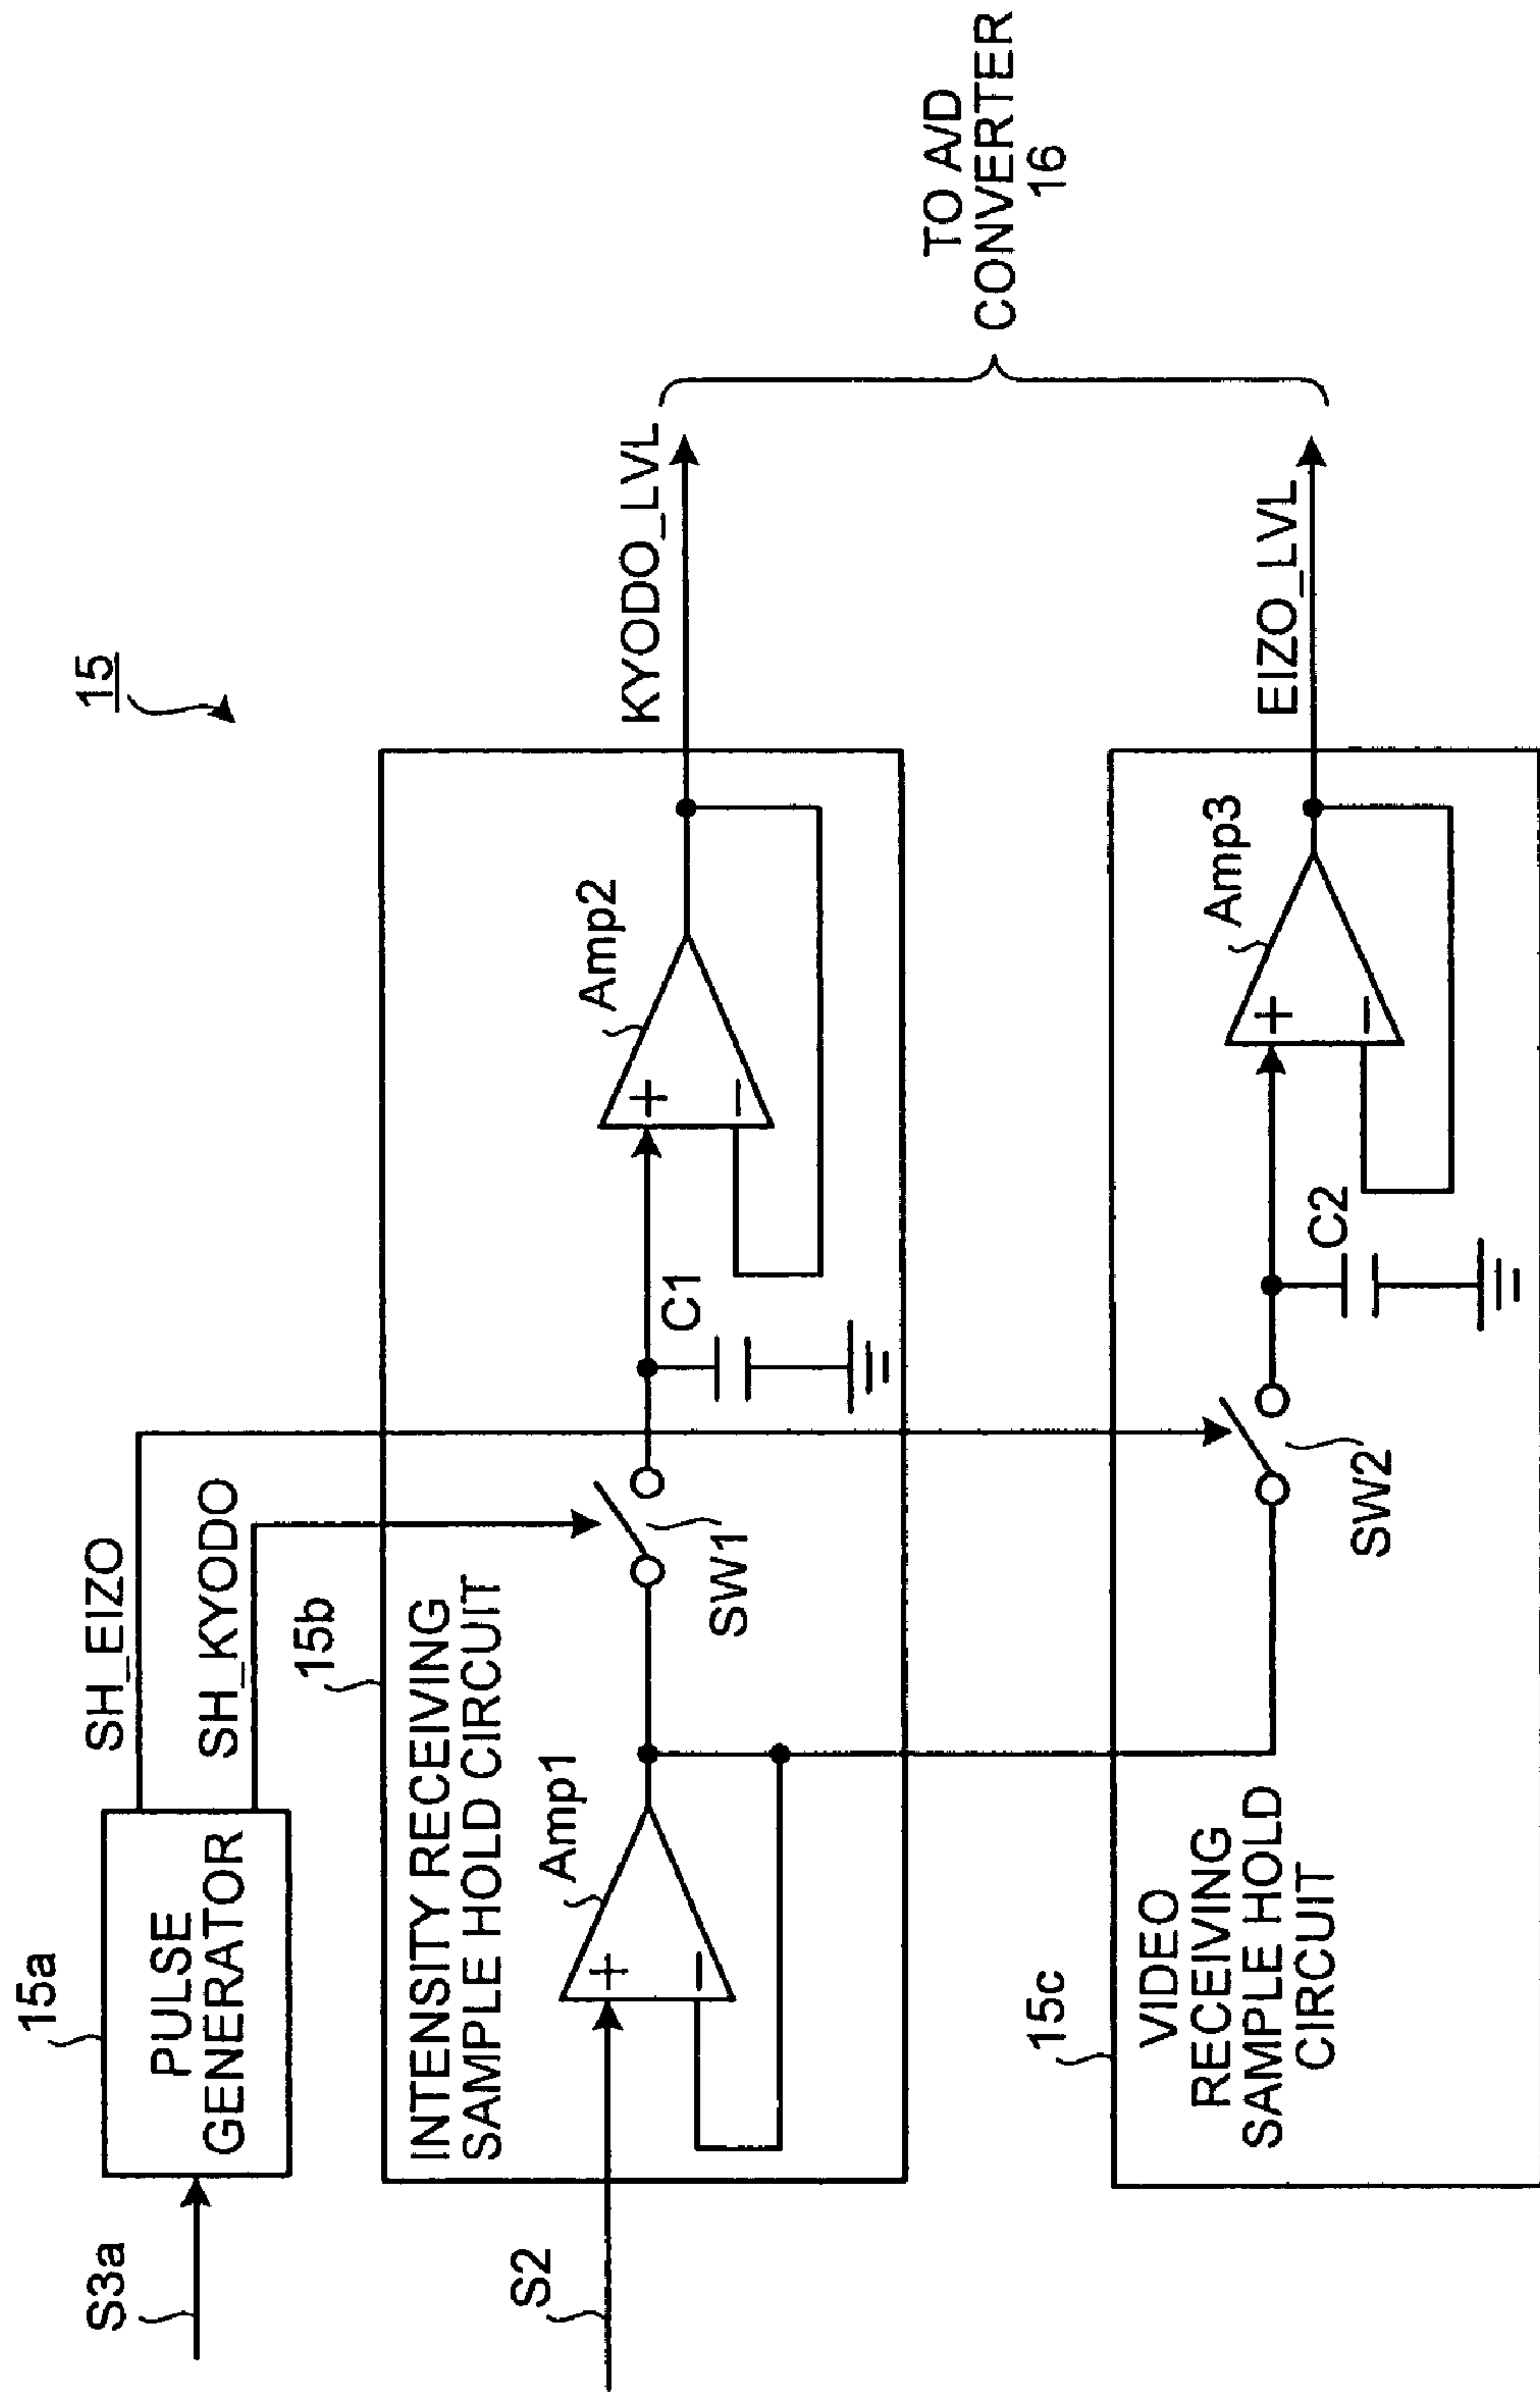 15
15a
PULSE
GENERATOR
S3a
SH_EIZO
SH_KYODO
15b
INTENSITY RECEIVING
SAMPLE HOLD CIRCUIT
S2
+
−
Amp1
SW1
C1
+
−
Amp2
KYODO_LVL
TO A/D
CONVERTER
16
15c
VIDEO
RECEIVING
SAMPLE HOLD
CIRCUIT
SW2
C2
+
−
Amp3
EIZO_LVL